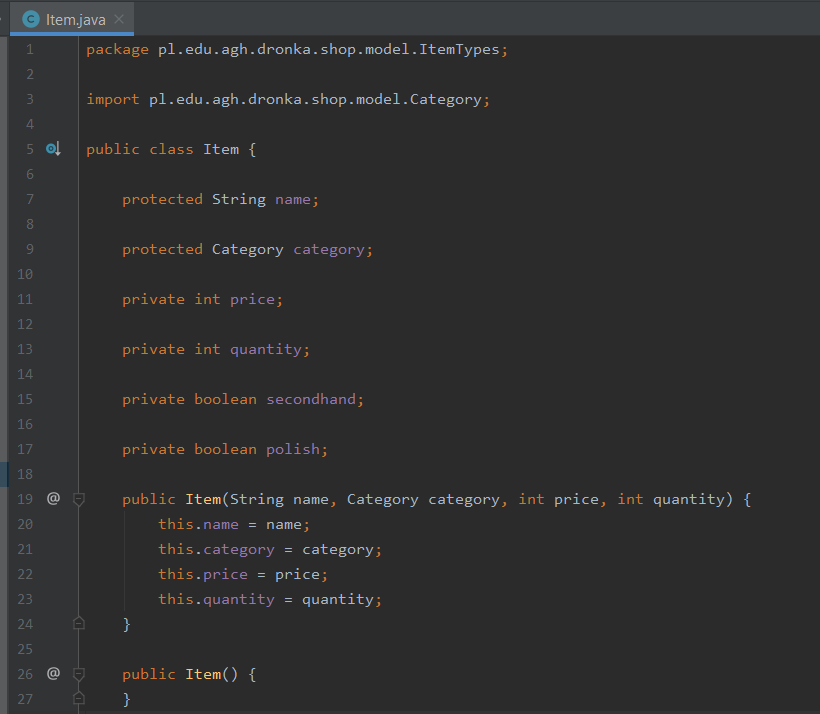 C Item.java ×
1 package pl.edu.agh.dronka.shop.model.ItemTypes;
2
3 import pl.edu.agh.dronka.shop.model.Category;
4
5 public class Item {
6
7     protected String name;
8
9     protected Category category;
10
11     private int price;
12
13     private int quantity;
14
15     private boolean secondhand;
16
17     private boolean polish;
18
19 @     public Item(String name, Category category, int price, int quantity) {
20         this.name = name;
21         this.category = category;
22         this.price = price;
23         this.quantity = quantity;
24     }
25
26 @     public Item() {
27     }